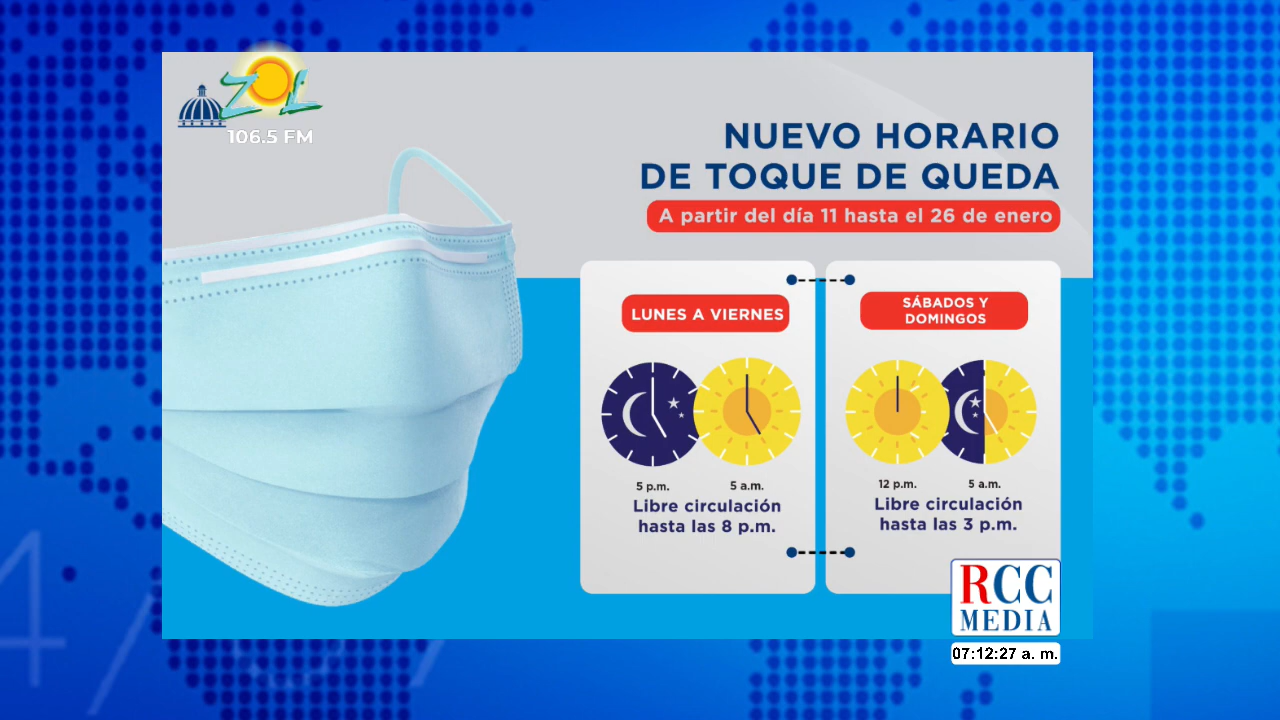 ZOL
106.5 FM
NUEVO HORARIO
DE TOQUE DE QUEDA
A partir del día 11 hasta el 26 de enero
LUNES A VIERNES
5 p.m.
5 a.m.
Libre circulación
hasta las 8 p.m.
SÁBADOS Y
DOMINGOS
12 p.m.
5 a.m.
Libre circulación
hasta las 3 p.m.
RCC
MEDIA
07:12:27 a. m.